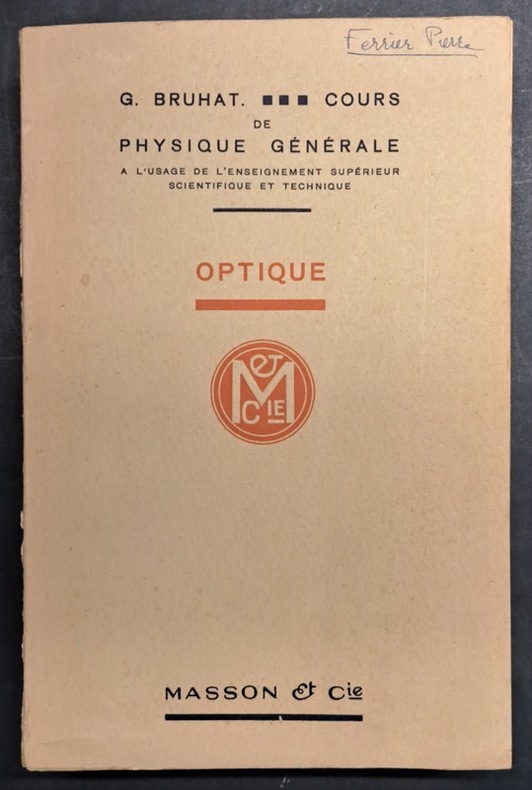 Ferrier Pierre
G. BRUHAT. ■ ■ ■ COURS
DE
PHYSIQUE GÉNÉRALE
A L'USAGE DE L'ENSEIGNEMENT SUPÉRIEUR
SCIENTIFIQUE ET TECHNIQUE
OPTIQUE
et
M
CIE
MASSON et Cie